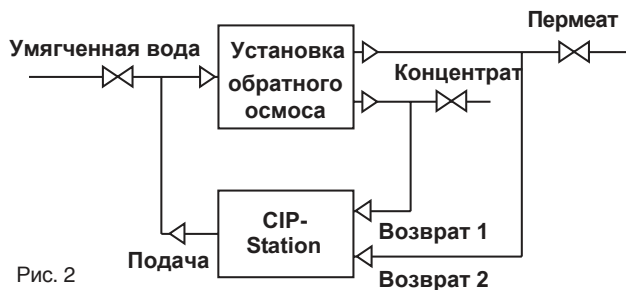 Пермеат
Умягченная вода
Установка
обратного
осмоса
Концентрат
CIP-
Station
Возврат 1
Подача
Возврат 2
Рис. 2